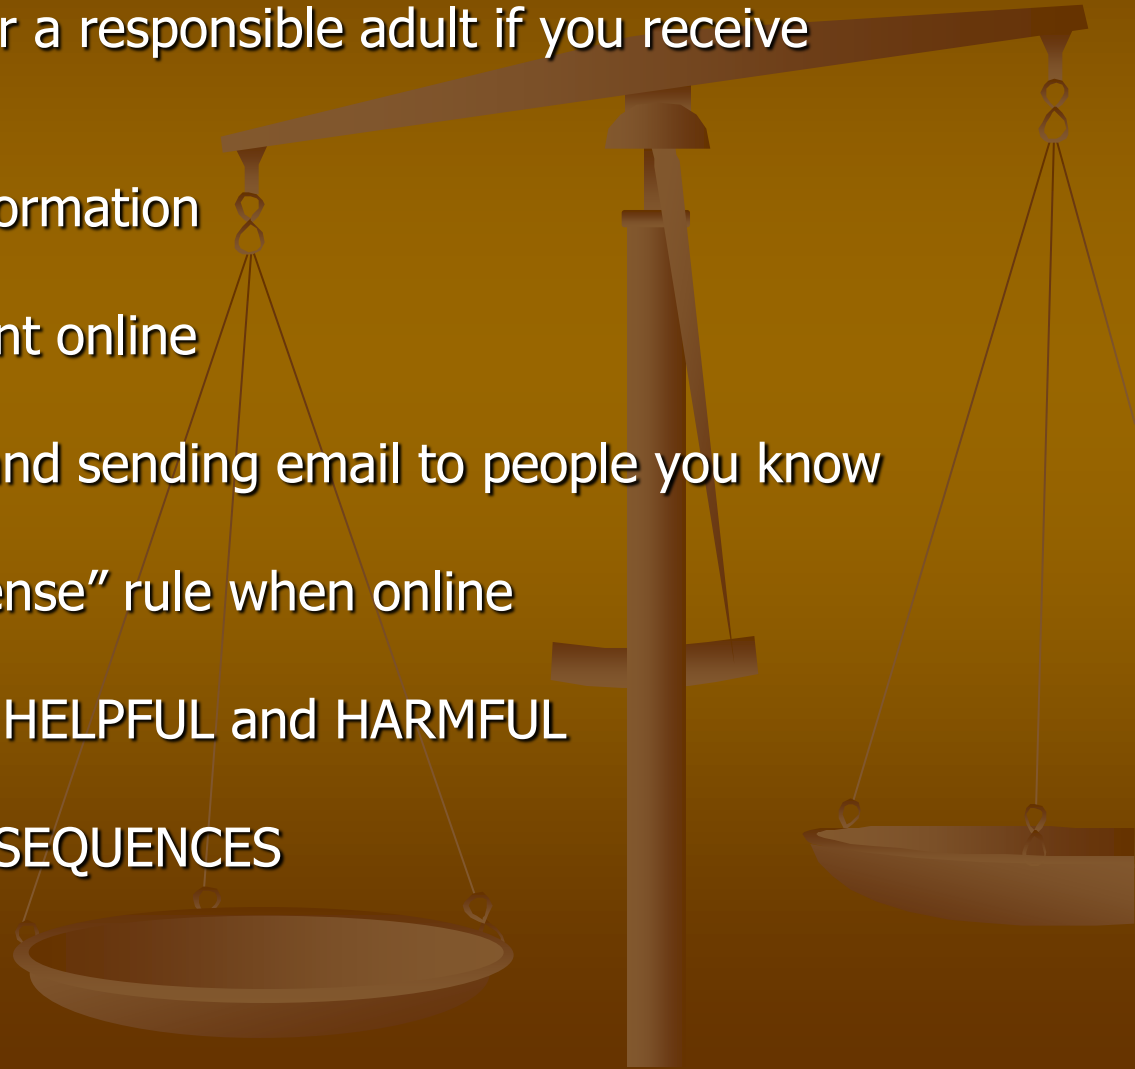 r a responsible adult if you receive
ormation
nt online
nd sending email to people you know
ense” rule when online
HELPFUL and HARMFUL
SEQUENCES